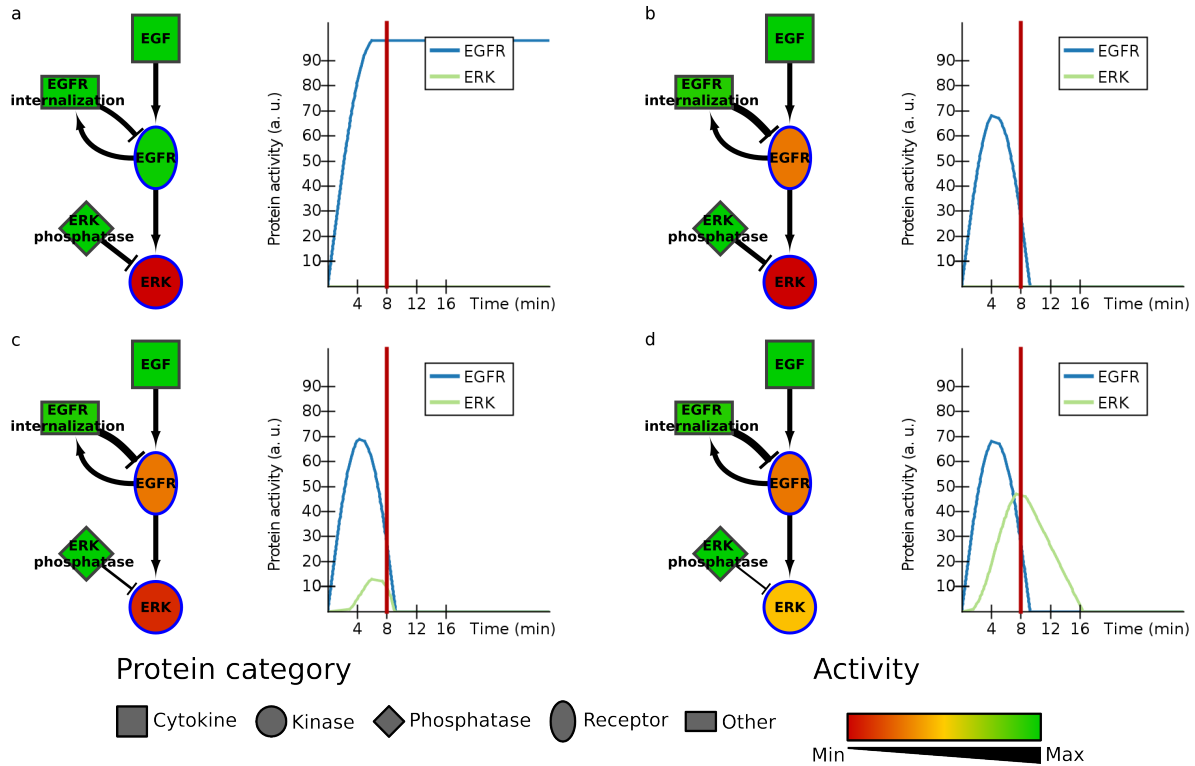 a
EGF
EGFR
internalization
EGFR
ERK
phosphatase
ERK
Protein activity (a. u.)
90
80
70
60
50
40
30
20
10
4 8 12 16 Time (min)
EGFR
ERK
b
EGF
EGFR
internalization
EGFR
ERK
phosphatase
ERK
Protein activity (a. u.)
90
80
70
60
50
40
30
20
10
4 8 12 16 Time (min)
EGFR
ERK
c
EGF
EGFR
internalization
EGFR
ERK
phosphatase
ERK
Protein activity (a. u.)
90
80
70
60
50
40
30
20
10
4 8 12 16 Time (min)
EGFR
ERK
d
EGF
EGFR
internalization
EGFR
ERK
phosphatase
ERK
Protein activity (a. u.)
90
80
70
60
50
40
30
20
10
4 8 12 16 Time (min)
EGFR
ERK
Protein category
Cytokine Kinase Phosphatase Receptor Other
Activity
Min Max